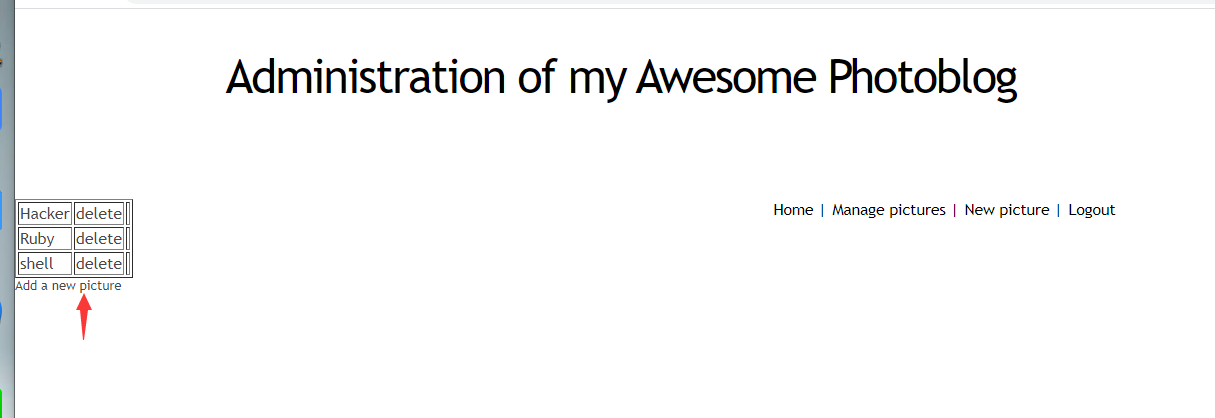 Administration of my Awesome Photoblog
Home | Manage pictures | New picture | Logout
Hacker delete
Ruby delete
shell delete
Add a new picture